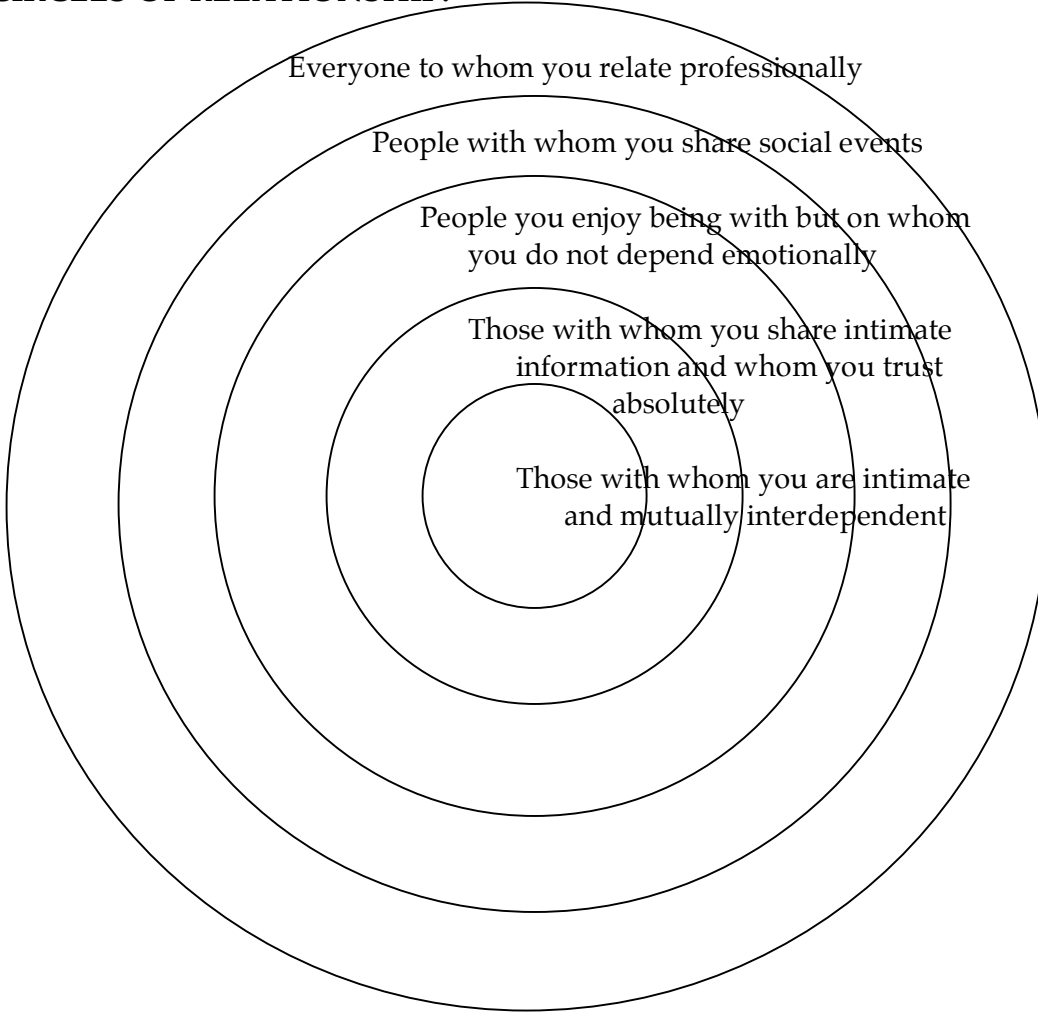 Everyone to whom you relate professionally
People with whom you share social events
People you enjoy being with but on whom
you do not depend emotionally
Those with whom you share intimate
information and whom you trust
absolutely
Those with whom you are intimate
and mutually interdependent